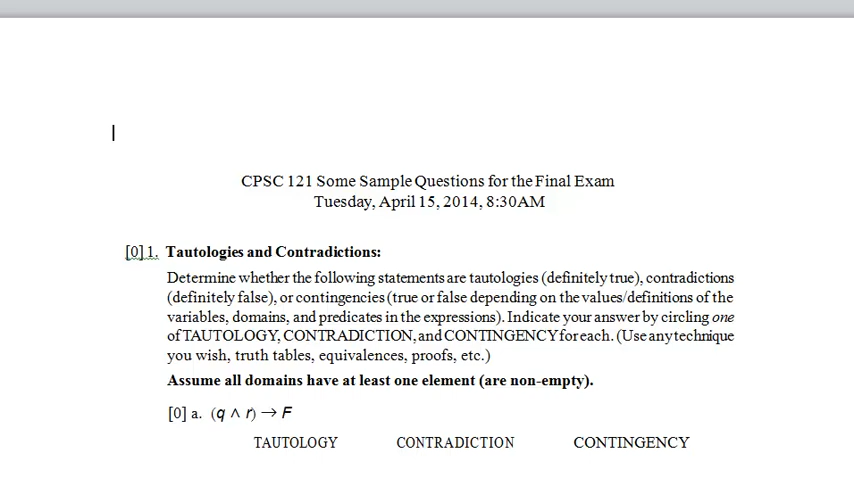 CPSC 121 Some Sample Questions for the Final Exam
Tuesday, April 15, 2014, 8:30AM
[0] 1. Tautologies and Contradictions:
Determine whether the following statements are tautologies (definitely true), contradictions
(definitely false), or contingencies (true or false depending on the values/definitions of the
variables, domains, and predicates in the expressions). Indicate your answer by circling one
of TAUTOLOGY, CONTRADICTION, and CONTINGENCY for each. (Use any technique
you wish, truth tables, equivalences, proofs, etc.)
Assume all domains have at least one element (are non-empty).
[0] a. (q ∧ r) → F
TAUTOLOGY CONTRADICTION CONTINGENCY